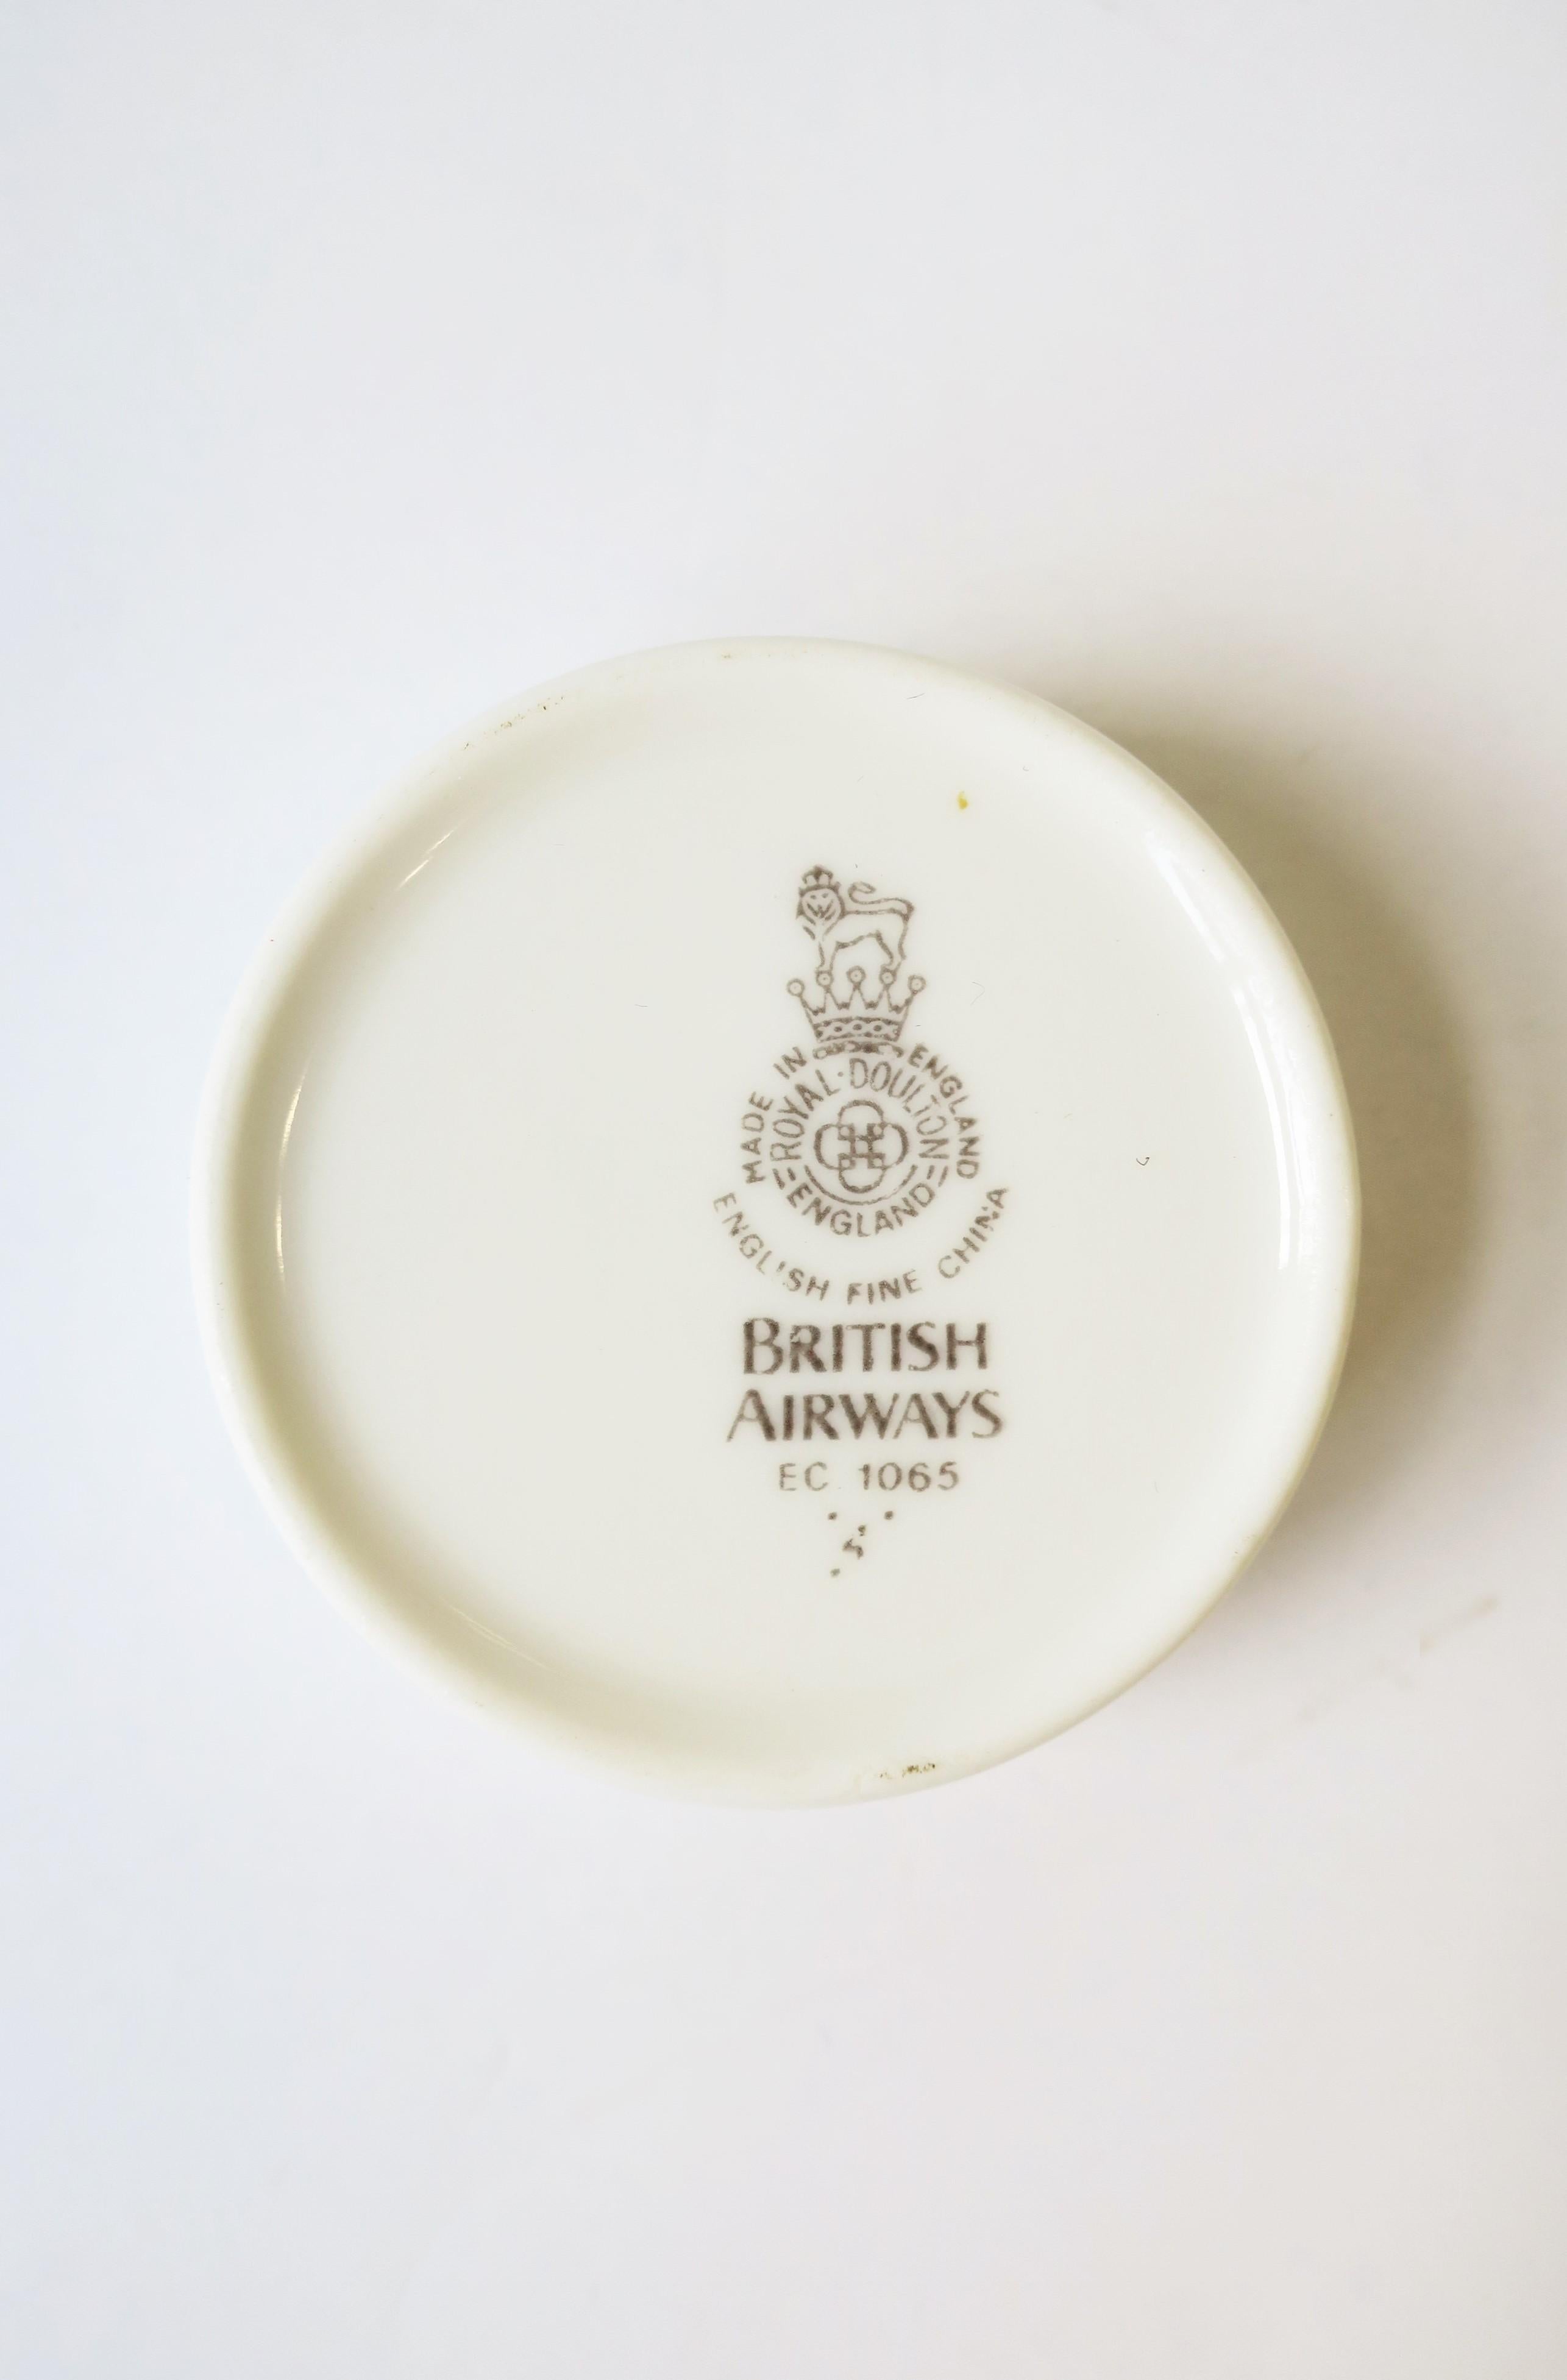 MADE IN ENGLAND
ROYAL·DOULTON
ENGLAND
ENGLISH FINE CHINA
BRITISH
AIRWAYS
EC 1065